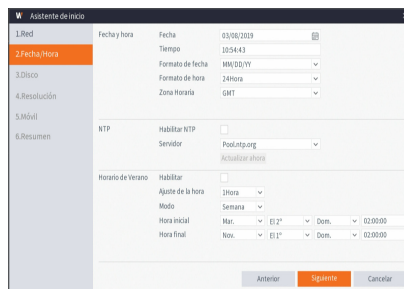 W Asistente de inicio
1.Red
2.Fecha/Hora
3.Disco
4.Resolución
5.Móvil
6.Resumen
Fecha y hora Fecha 03/08/2019
Tiempo 10:54:43
Formato de fecha MM/DD/YY
Formato de hora 24Hora
Zona Horaria GMT
NTP Habilitar NTP
Servidor Pool.ntp.org
Actualizar ahora
Horario de Verano Habilitar
Ajuste de la hora 1Hora
Modo Semana
Hora inicial Mar. El 2° Dom. 02:00:00
Hora final Nov. El 1° Dom. 02:00:00
Anterior Siguiente Cancelar